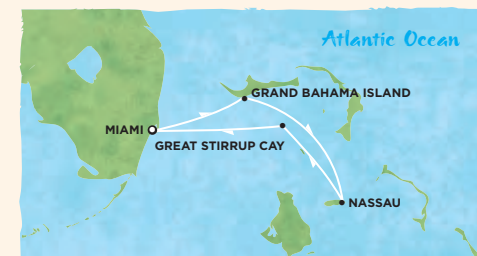 Atlantic Ocean
GRAND BAHAMA ISLAND
MIAMI
GREAT STIRRUP CAY
NASSAU